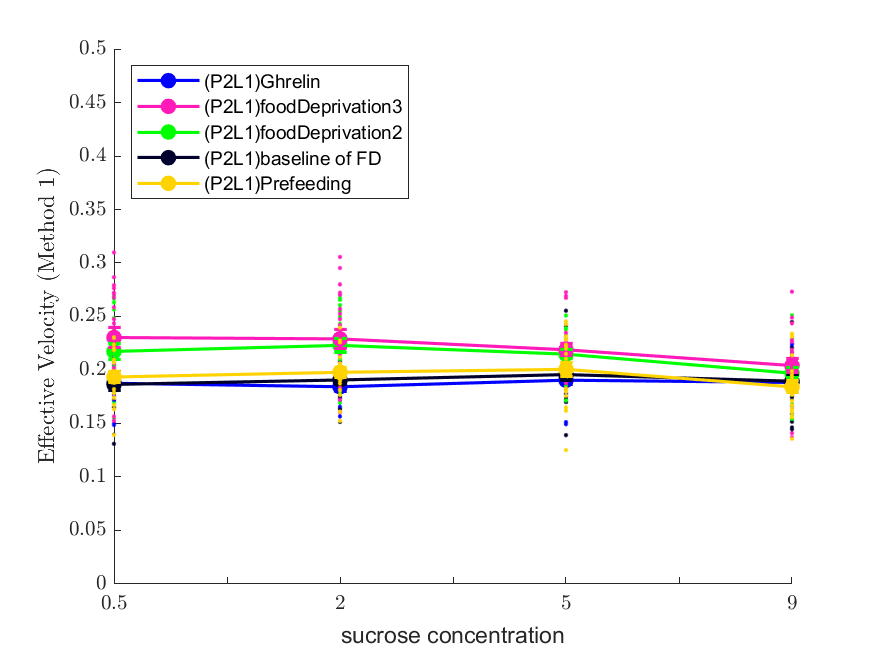 0.5
0.45
0.4
0.35
0.3
0.25
0.2
0.15
0.1
0.05
0
Effective Velocity (Method 1)
(P2L1)Ghrelin
(P2L1)foodDeprivation3
(P2L1)foodDeprivation2
(P2L1)baseline of FD
(P2L1)Prefeeding
0.5 2 5 9
sucrose concentration